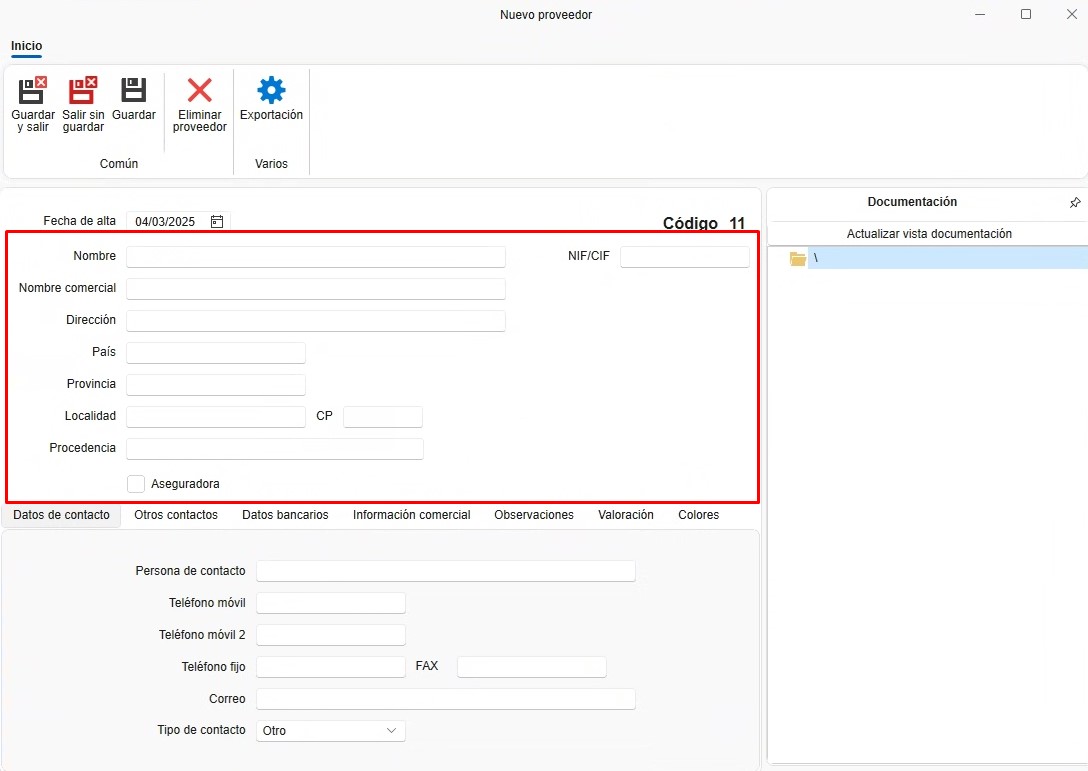 Nuevo proveedor
Inicio
Guardar y salir
Salir sin guardar
Guardar
Eliminar proveedor
Exportación
Común
Varios
Fecha de alta 04/03/2025
Código 11
Nombre
NIF/CIF
Nombre comercial
Dirección
País
Provincia
Localidad
CP
Procedencia
Aseguradora
Datos de contacto
Otros contactos
Datos bancarios
Información comercial
Observaciones
Valoración
Colores
Persona de contacto
Teléfono móvil
Teléfono móvil 2
Teléfono fijo
FAX
Correo
Tipo de contacto Otro
Documentación
Actualizar vista documentación
\